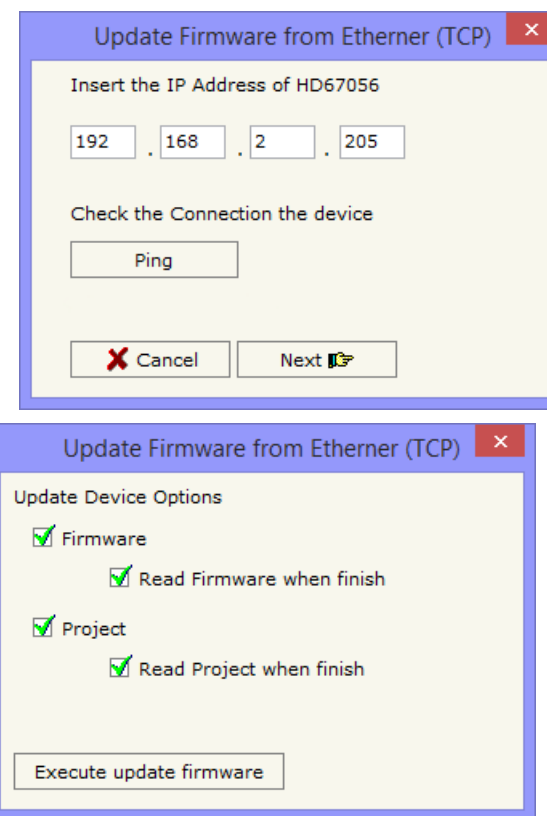 Update Firmware from Etherner (TCP)
Insert the IP Address of HD67056
192 . 168 . 2 . 205
Check the Connection the device
Ping
Cancel Next
Update Firmware from Etherner (TCP)
Update Device Options
Firmware
Read Firmware when finish
Project
Read Project when finish
Execute update firmware